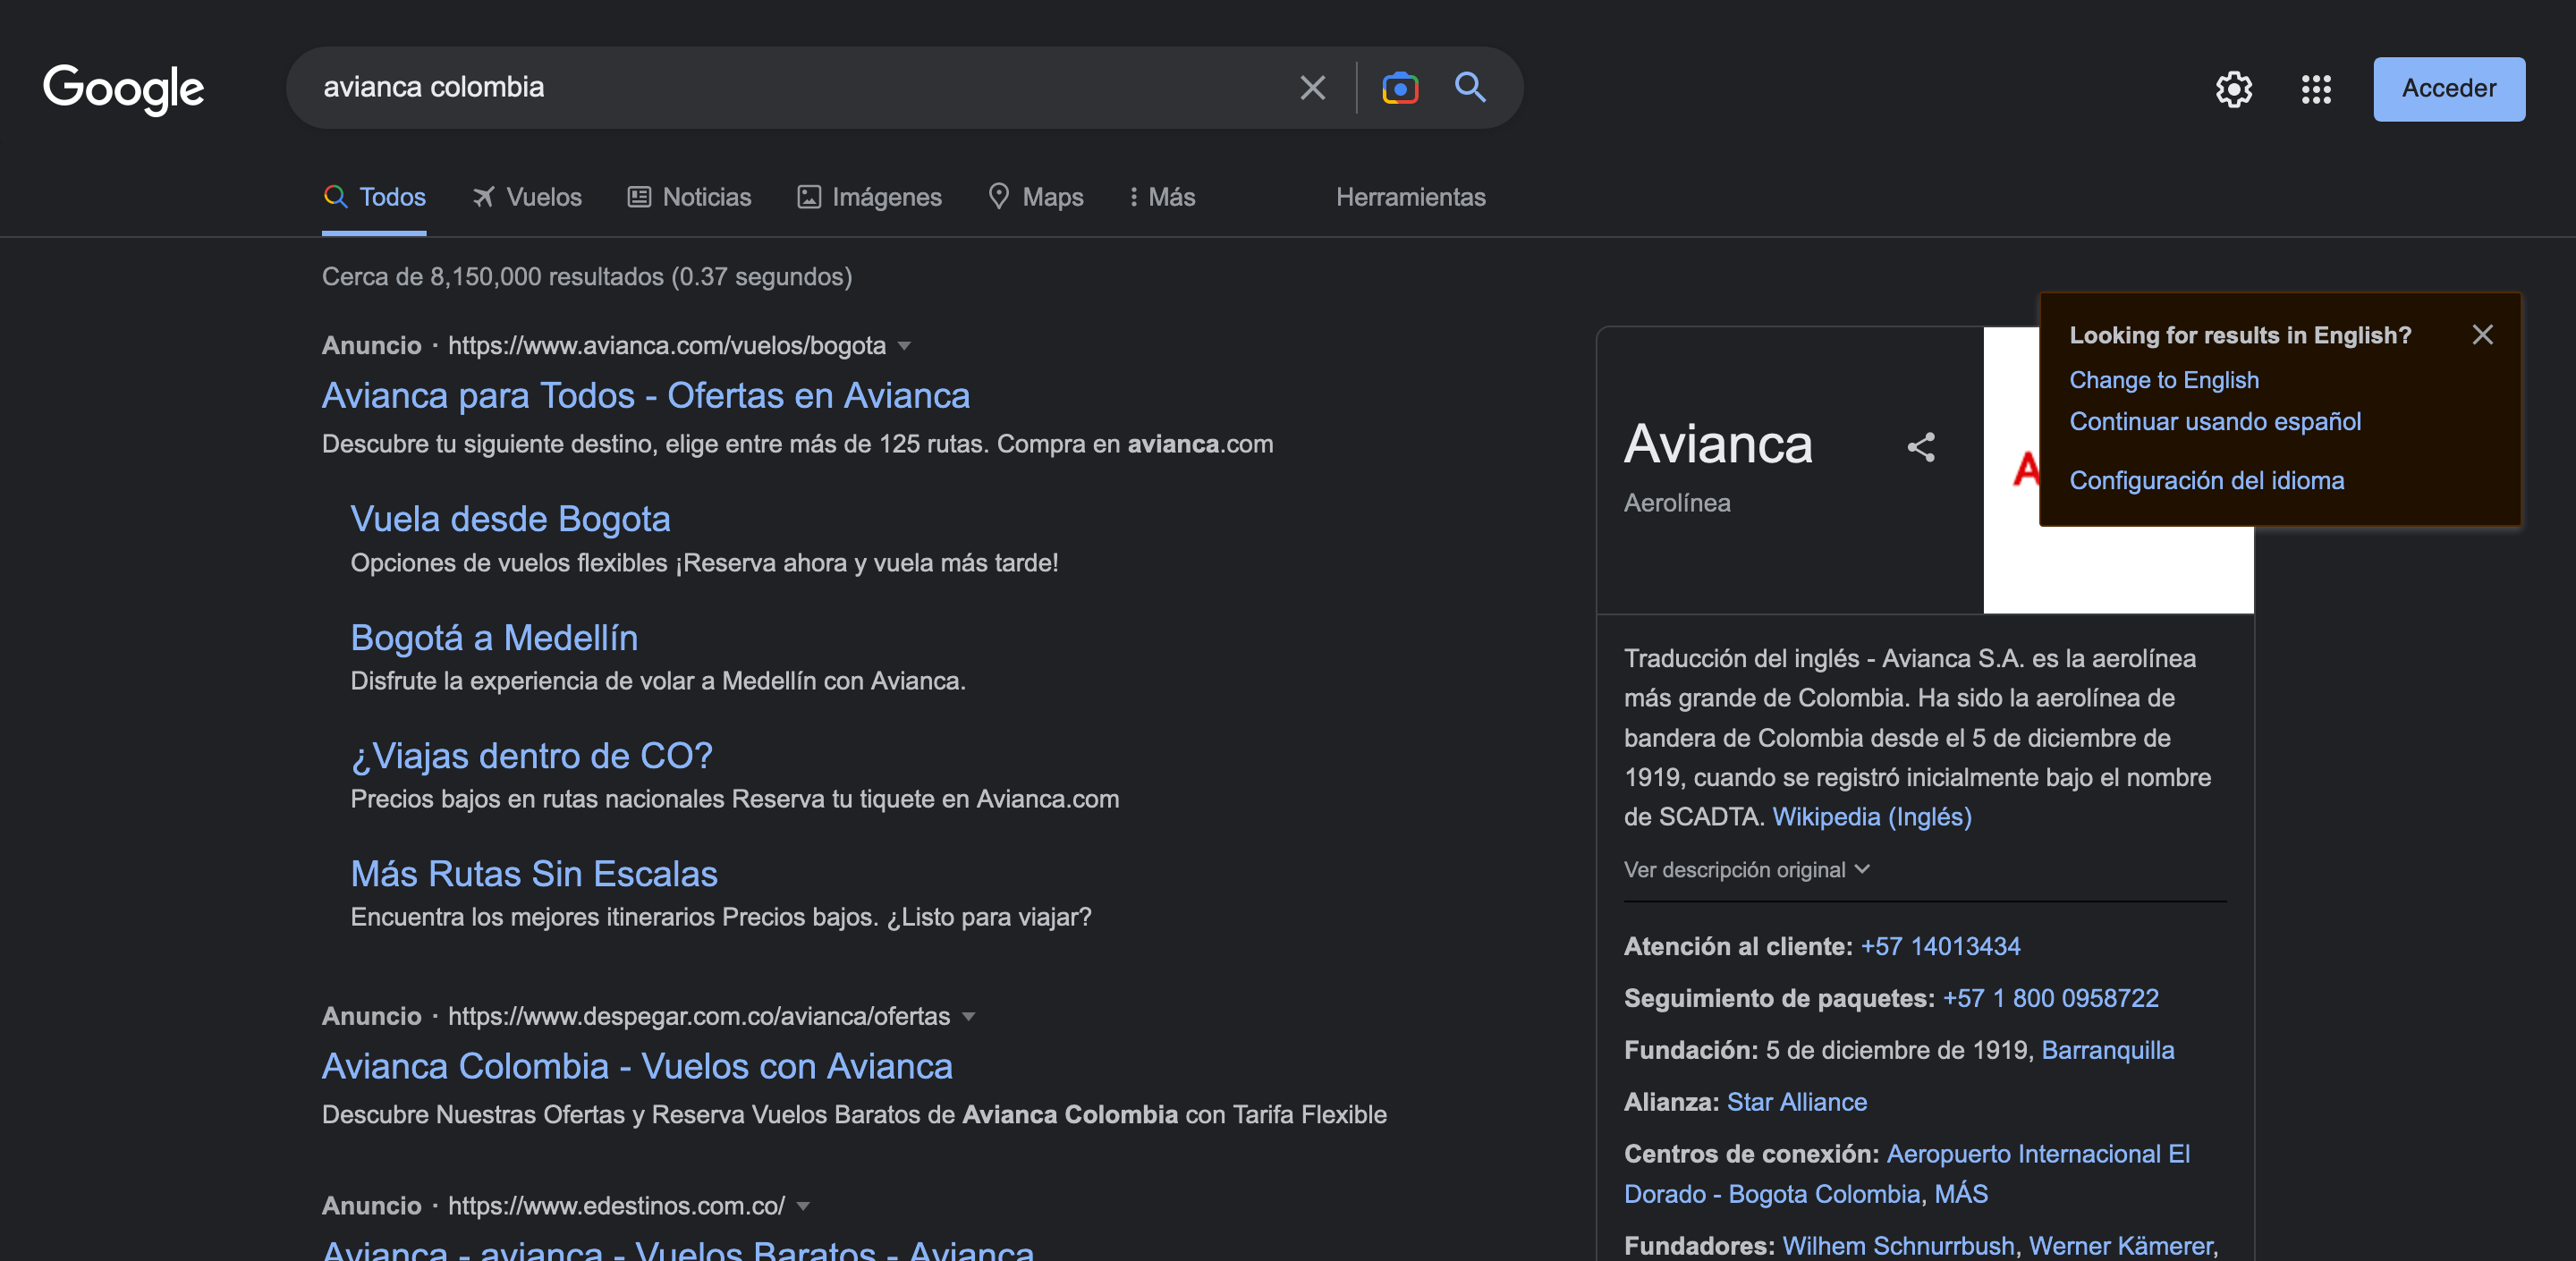 Google
avianca colombia
Acceder
Todos
Vuelos
Noticias
Imágenes
Maps
Más
Herramientas
Cerca de 8,150,000 resultados (0.37 segundos)
Anuncio · https://www.avianca.com/vuelos/bogota
Avianca para Todos - Ofertas en Avianca
Descubre tu siguiente destino, elige entre más de 125 rutas. Compra en avianca.com
Vuela desde Bogota
Opciones de vuelos flexibles ¡Reserva ahora y vuela más tarde!
Bogotá a Medellín
Disfrute la experiencia de volar a Medellín con Avianca.
¿Viajas dentro de CO?
Precios bajos en rutas nacionales Reserva tu tiquete en Avianca.com
Más Rutas Sin Escalas
Encuentra los mejores itinerarios Precios bajos. ¿Listo para viajar?
Anuncio · https://www.despegar.com.co/avianca/ofertas
Avianca Colombia - Vuelos con Avianca
Descubre Nuestras Ofertas y Reserva Vuelos Baratos de Avianca Colombia con Tarifa Flexible
Anuncio · https://www.edestinos.com.co/
Avianca - avianca - Vuelos Baratos - Avianca
Looking for results in English?
Change to English
Continuar usando español
Configuración del idioma
Avianca
Aerolínea
A
Traducción del inglés - Avianca S.A. es la aerolínea
más grande de Colombia. Ha sido la aerolínea de
bandera de Colombia desde el 5 de diciembre de
1919, cuando se registró inicialmente bajo el nombre
de SCADTA. Wikipedia (Inglés)
Ver descripción original
Atención al cliente: +57 14013434
Seguimiento de paquetes: +57 1 800 0958722
Fundación: 5 de diciembre de 1919, Barranquilla
Alianza: Star Alliance
Centros de conexión: Aeropuerto Internacional El
Dorado - Bogota Colombia, MÁS
Fundadores: Wilhem Schnurrbush, Werner Kämerer,